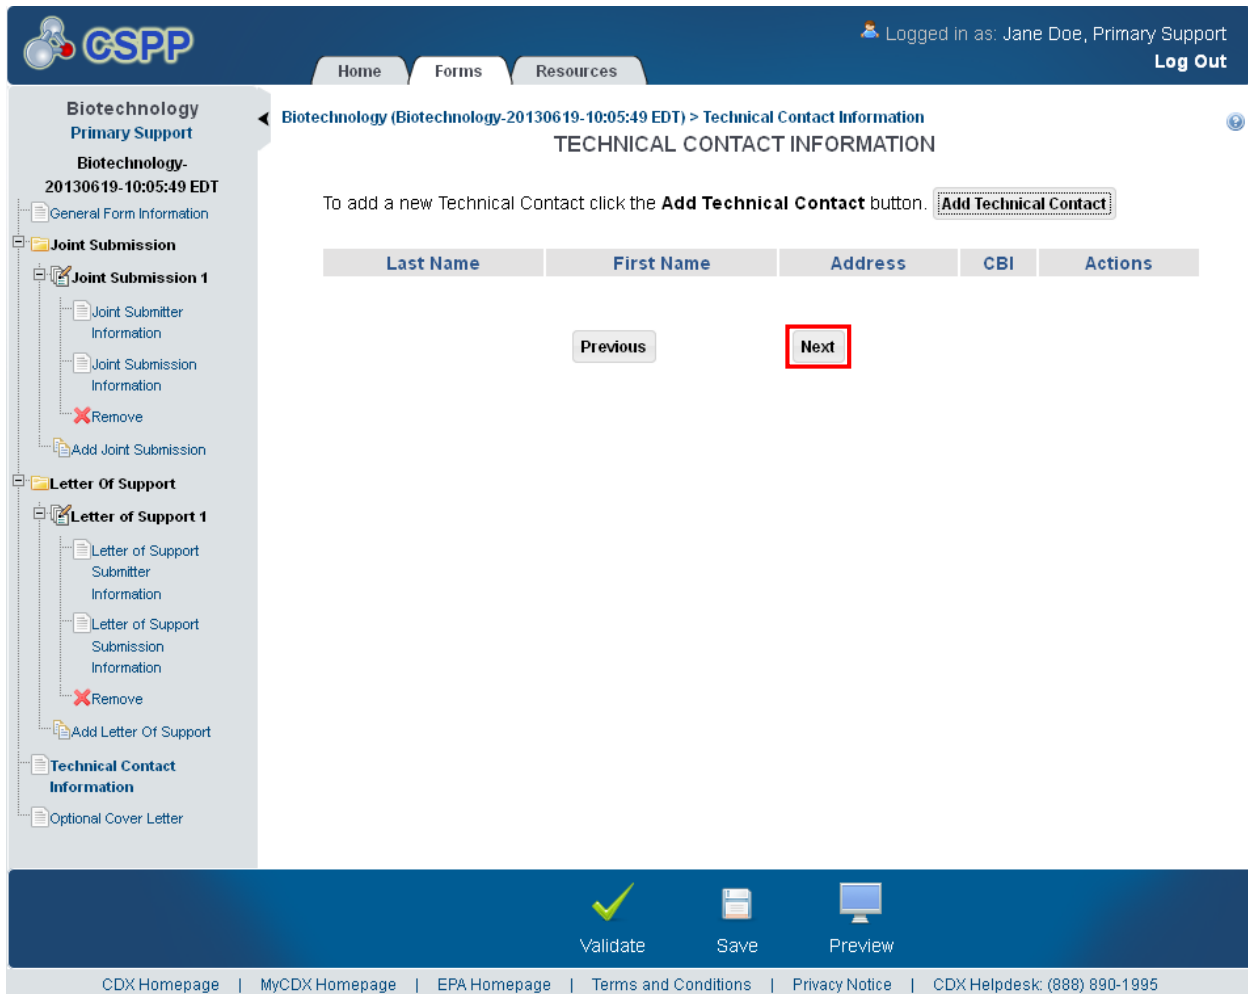 CSPP
Logged in as: Jane Doe, Primary Support
Log Out
Home
Forms
Resources
Biotechnology
Primary Support
Biotechnology-
20130619-10:05:49 EDT
General Form Information
Joint Submission
Joint Submission 1
Joint Submitter
Information
Joint Submission
Information
Remove
Add Joint Submission
Letter Of Support
Letter of Support 1
Letter of Support
Submitter
Information
Letter of Support
Submission
Information
Remove
Add Letter Of Support
Technical Contact
Information
Optional Cover Letter
Biotechnology (Biotechnology-20130619-10:05:49 EDT) > Technical Contact Information
TECHNICAL CONTACT INFORMATION
To add a new Technical Contact click the Add Technical Contact button. Add Technical Contact
Last Name First Name Address CBI Actions
Previous Next
Validate Save Preview
CDX Homepage | MyCDX Homepage | EPA Homepage | Terms and Conditions | Privacy Notice | CDX Helpdesk: (888) 890-1995